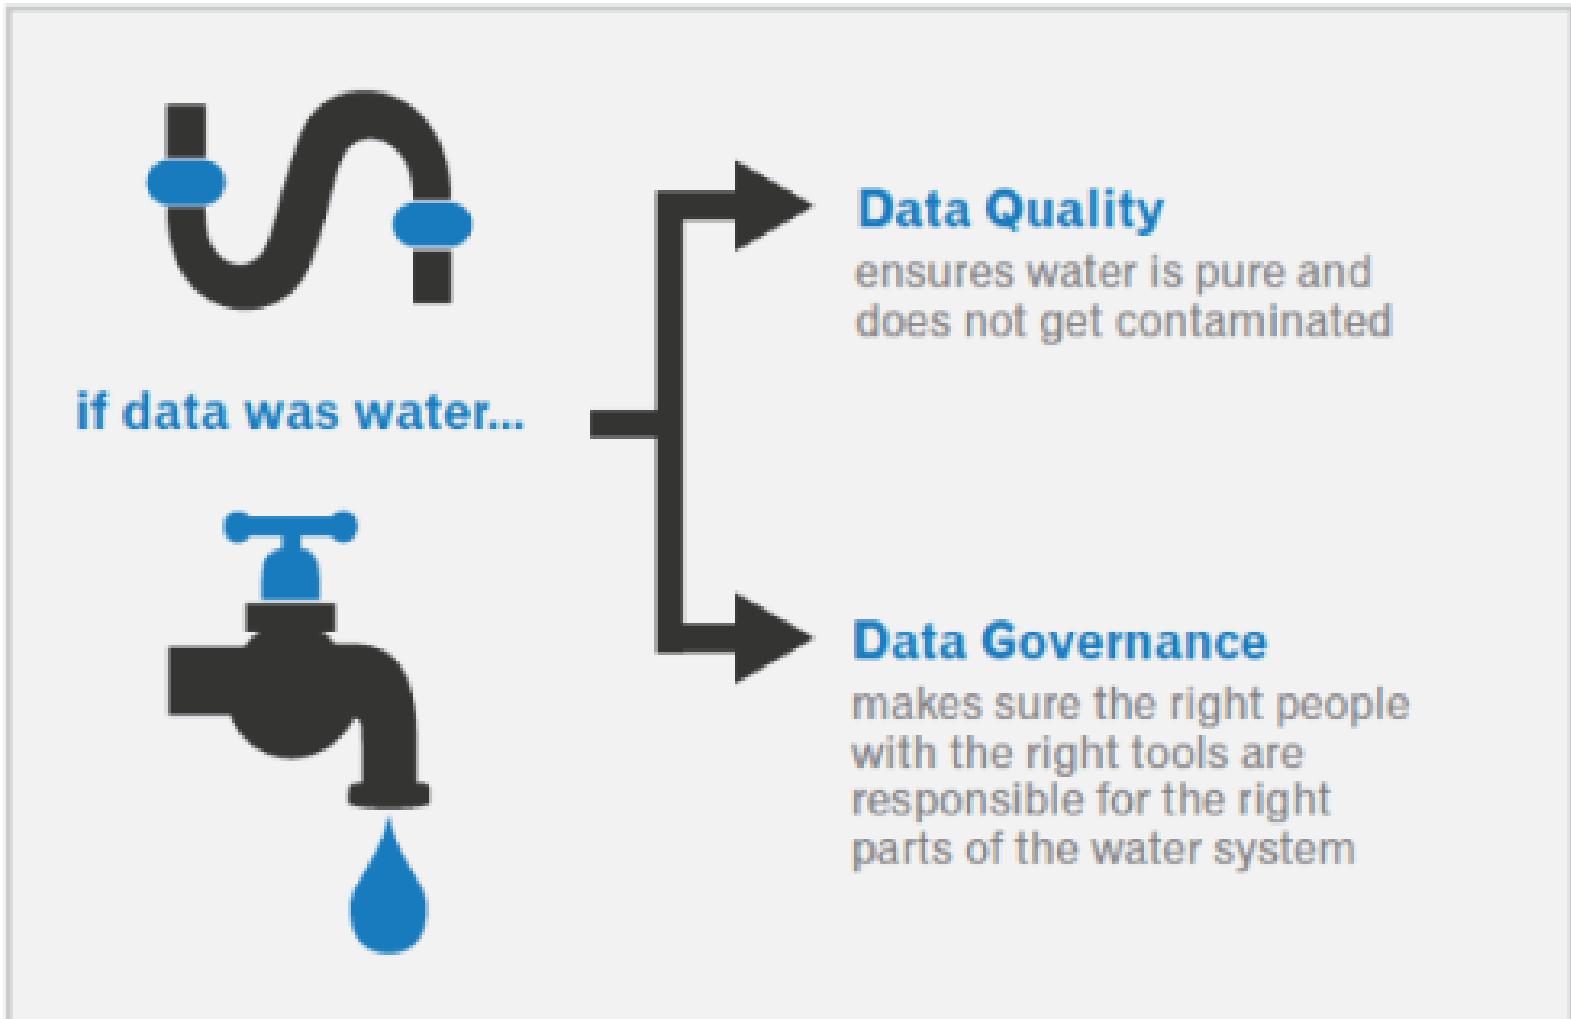 if data was water...
Data Quality
ensures water is pure and
does not get contaminated
Data Governance
makes sure the right people
with the right tools are
responsible for the right
parts of the water system